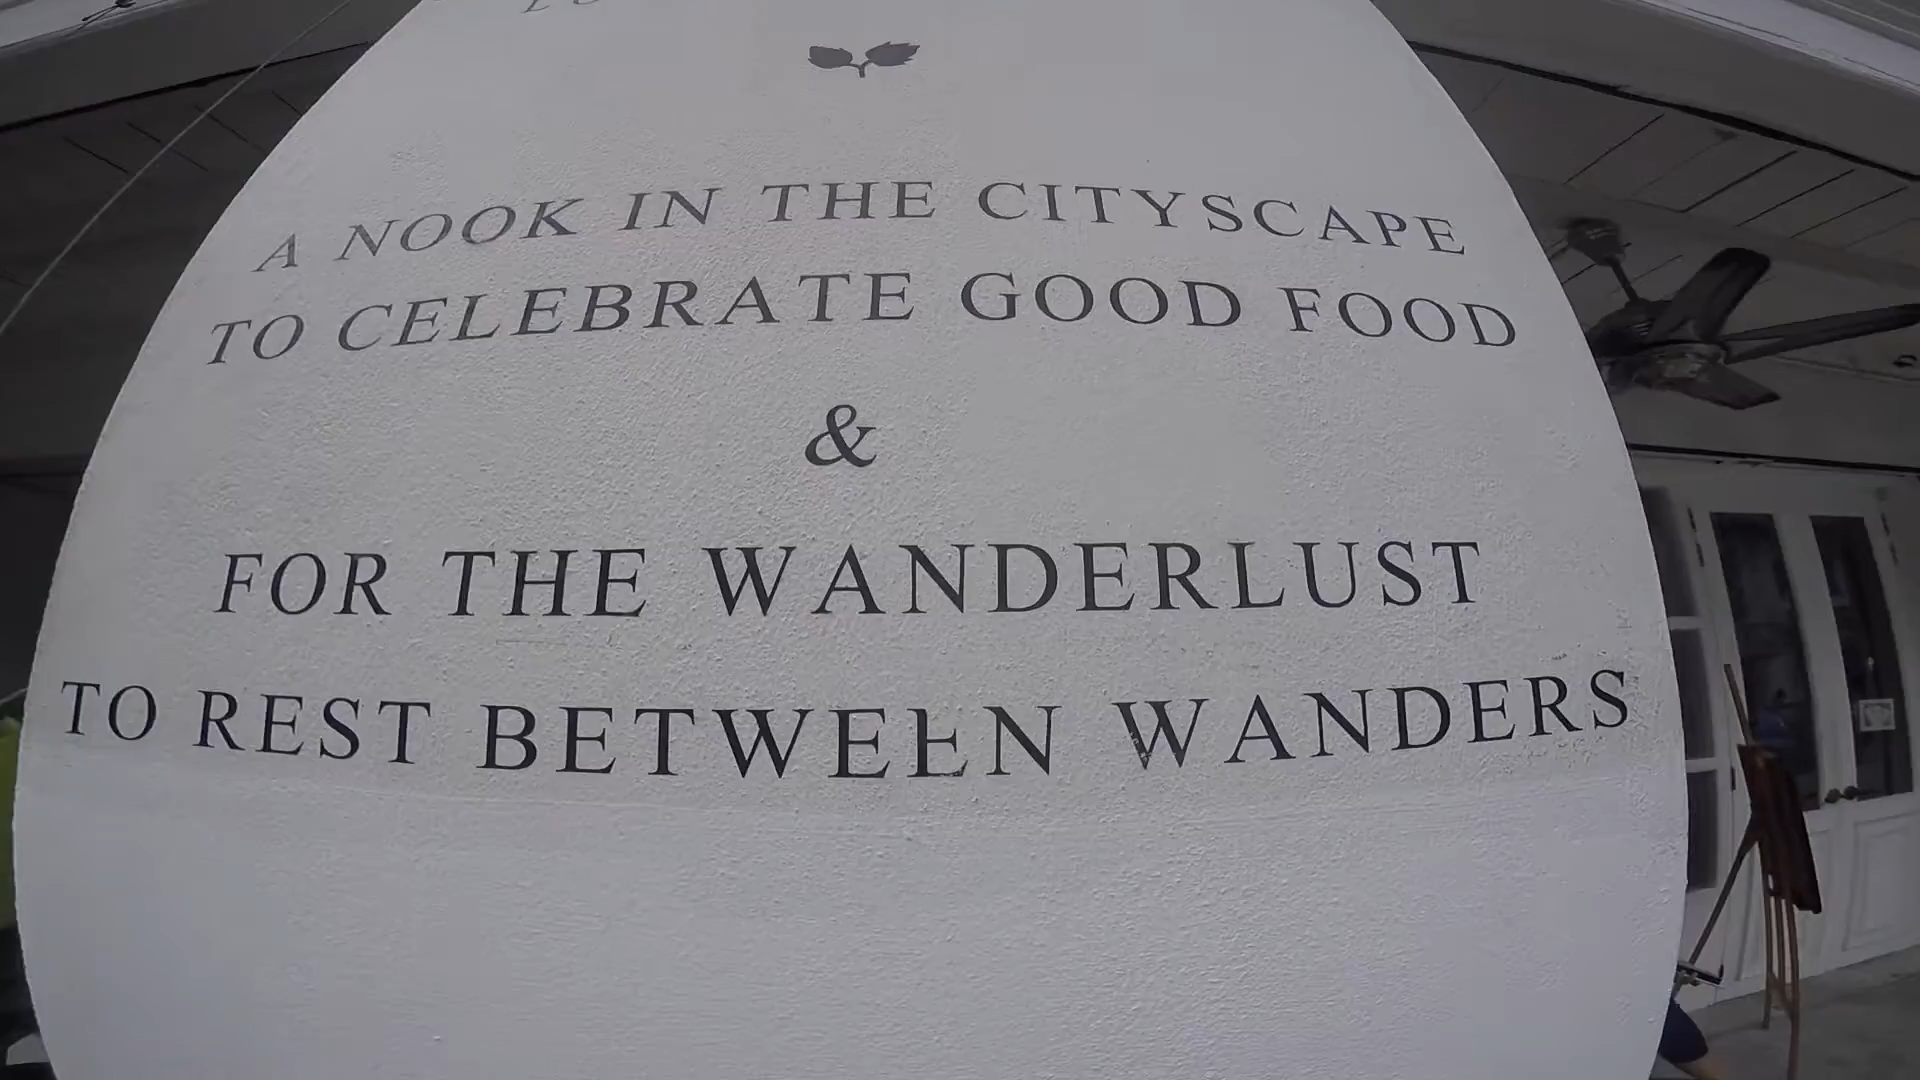 A NOOK IN THE CITYSCAPE
TO CELEBRATE GOOD FOOD
&
FOR THE WANDERLUST
TO REST BETWEEN WANDERS